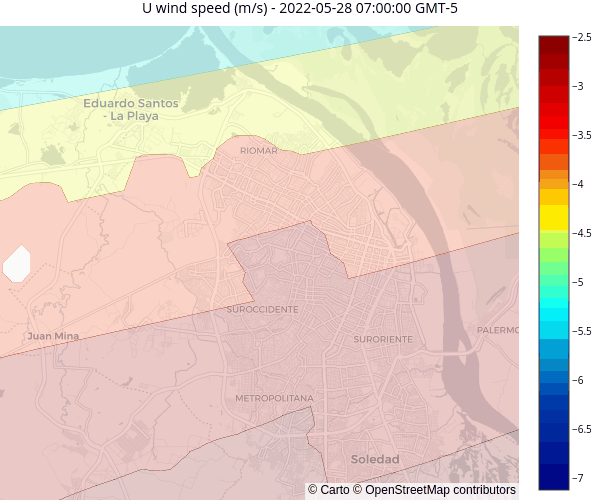 U wind speed (m/s) - 2022-05-28 07:00:00 GMT-5
−2.5
−3
−3.5
−4
−4.5
−5
−5.5
−6
−6.5
−7
Eduardo Santos
- La Playa
RIOMAR
SUROCCIDENTE
Juan Mina
SURORIENTE
PALERMO
METROPOLITANA
Soledad
© Carto © OpenStreetMap contributors